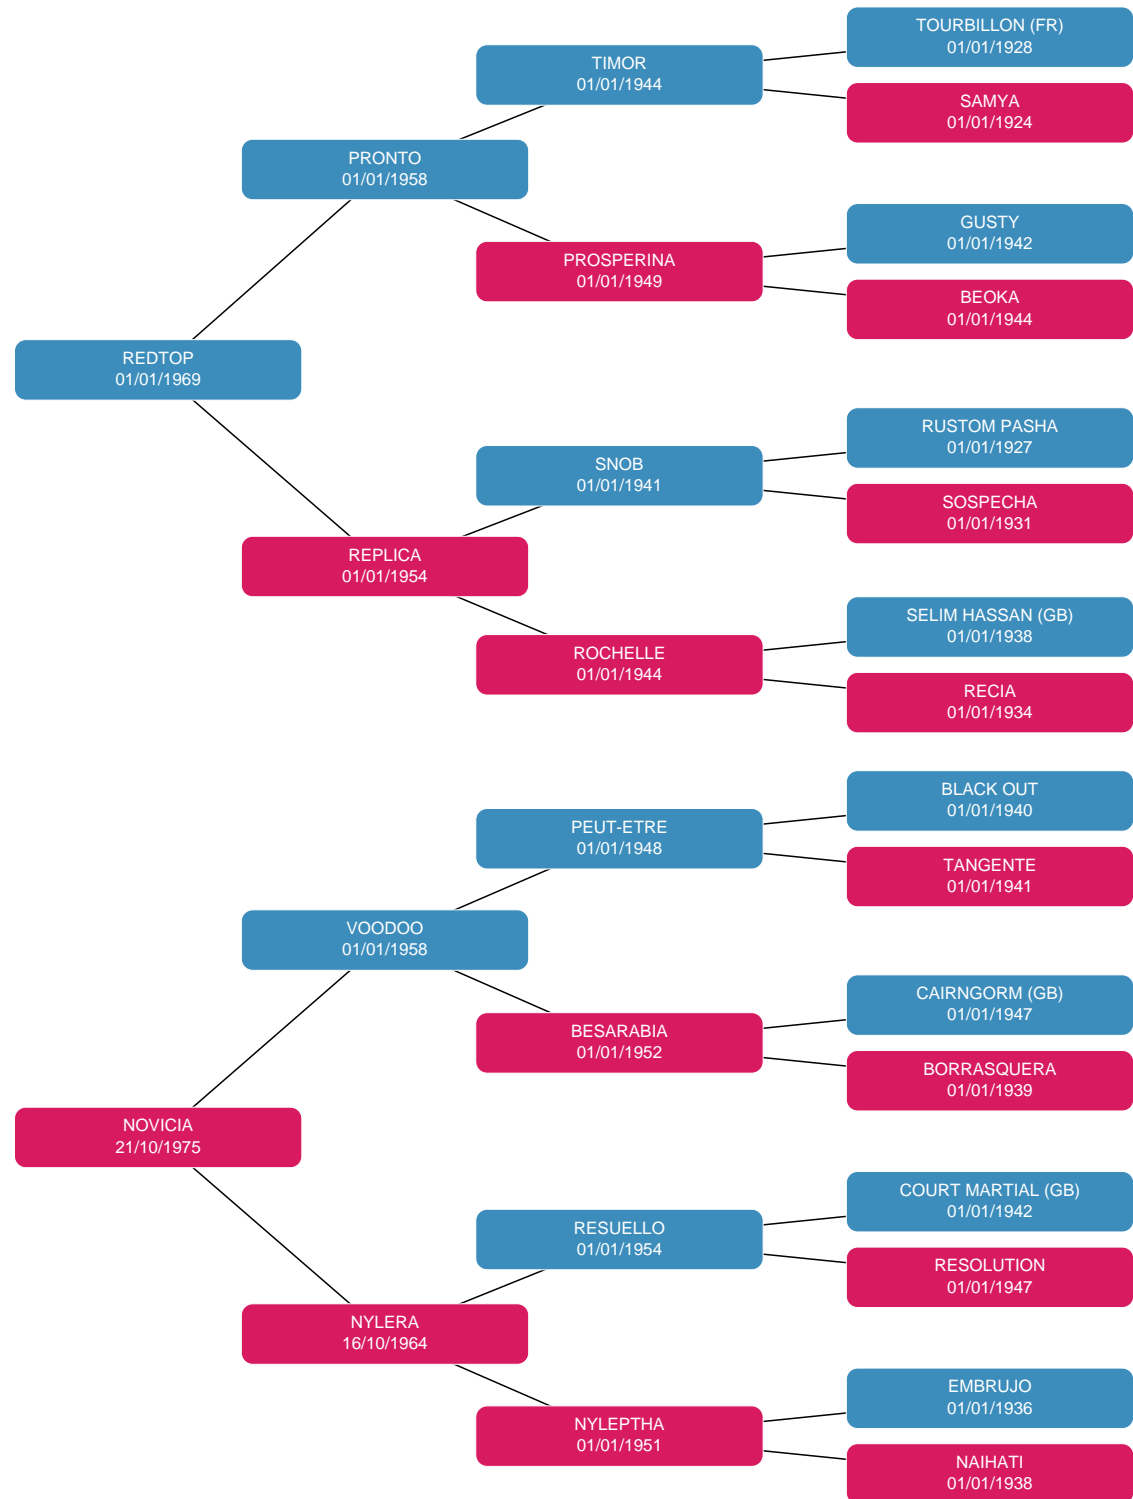 TOURBILLON (FR)
01/01/1928
TIMOR
01/01/1944
SAMYA
01/01/1924
PRONTO
01/01/1958
GUSTY
01/01/1942
PROSPERINA
01/01/1949
BEOKA
01/01/1944
REDTOP
01/01/1969
RUSTOM PASHA
01/01/1927
SNOB
01/01/1941
SOSPECHA
01/01/1931
REPLICA
01/01/1954
SELIM HASSAN (GB)
01/01/1938
ROCHELLE
01/01/1944
RECIA
01/01/1934
BLACK OUT
01/01/1940
PEUT-ETRE
01/01/1948
TANGENTE
01/01/1941
VOODOO
01/01/1958
CAIRNGORM (GB)
01/01/1947
BESARABIA
01/01/1952
BORRASQUERA
01/01/1939
NOVICIA
21/10/1975
COURT MARTIAL (GB)
01/01/1942
RESUELLO
01/01/1954
RESOLUTION
01/01/1947
NYLERA
16/10/1964
EMBRUJO
01/01/1936
NYLEPTHA
01/01/1951
NAIHATI
01/01/1938